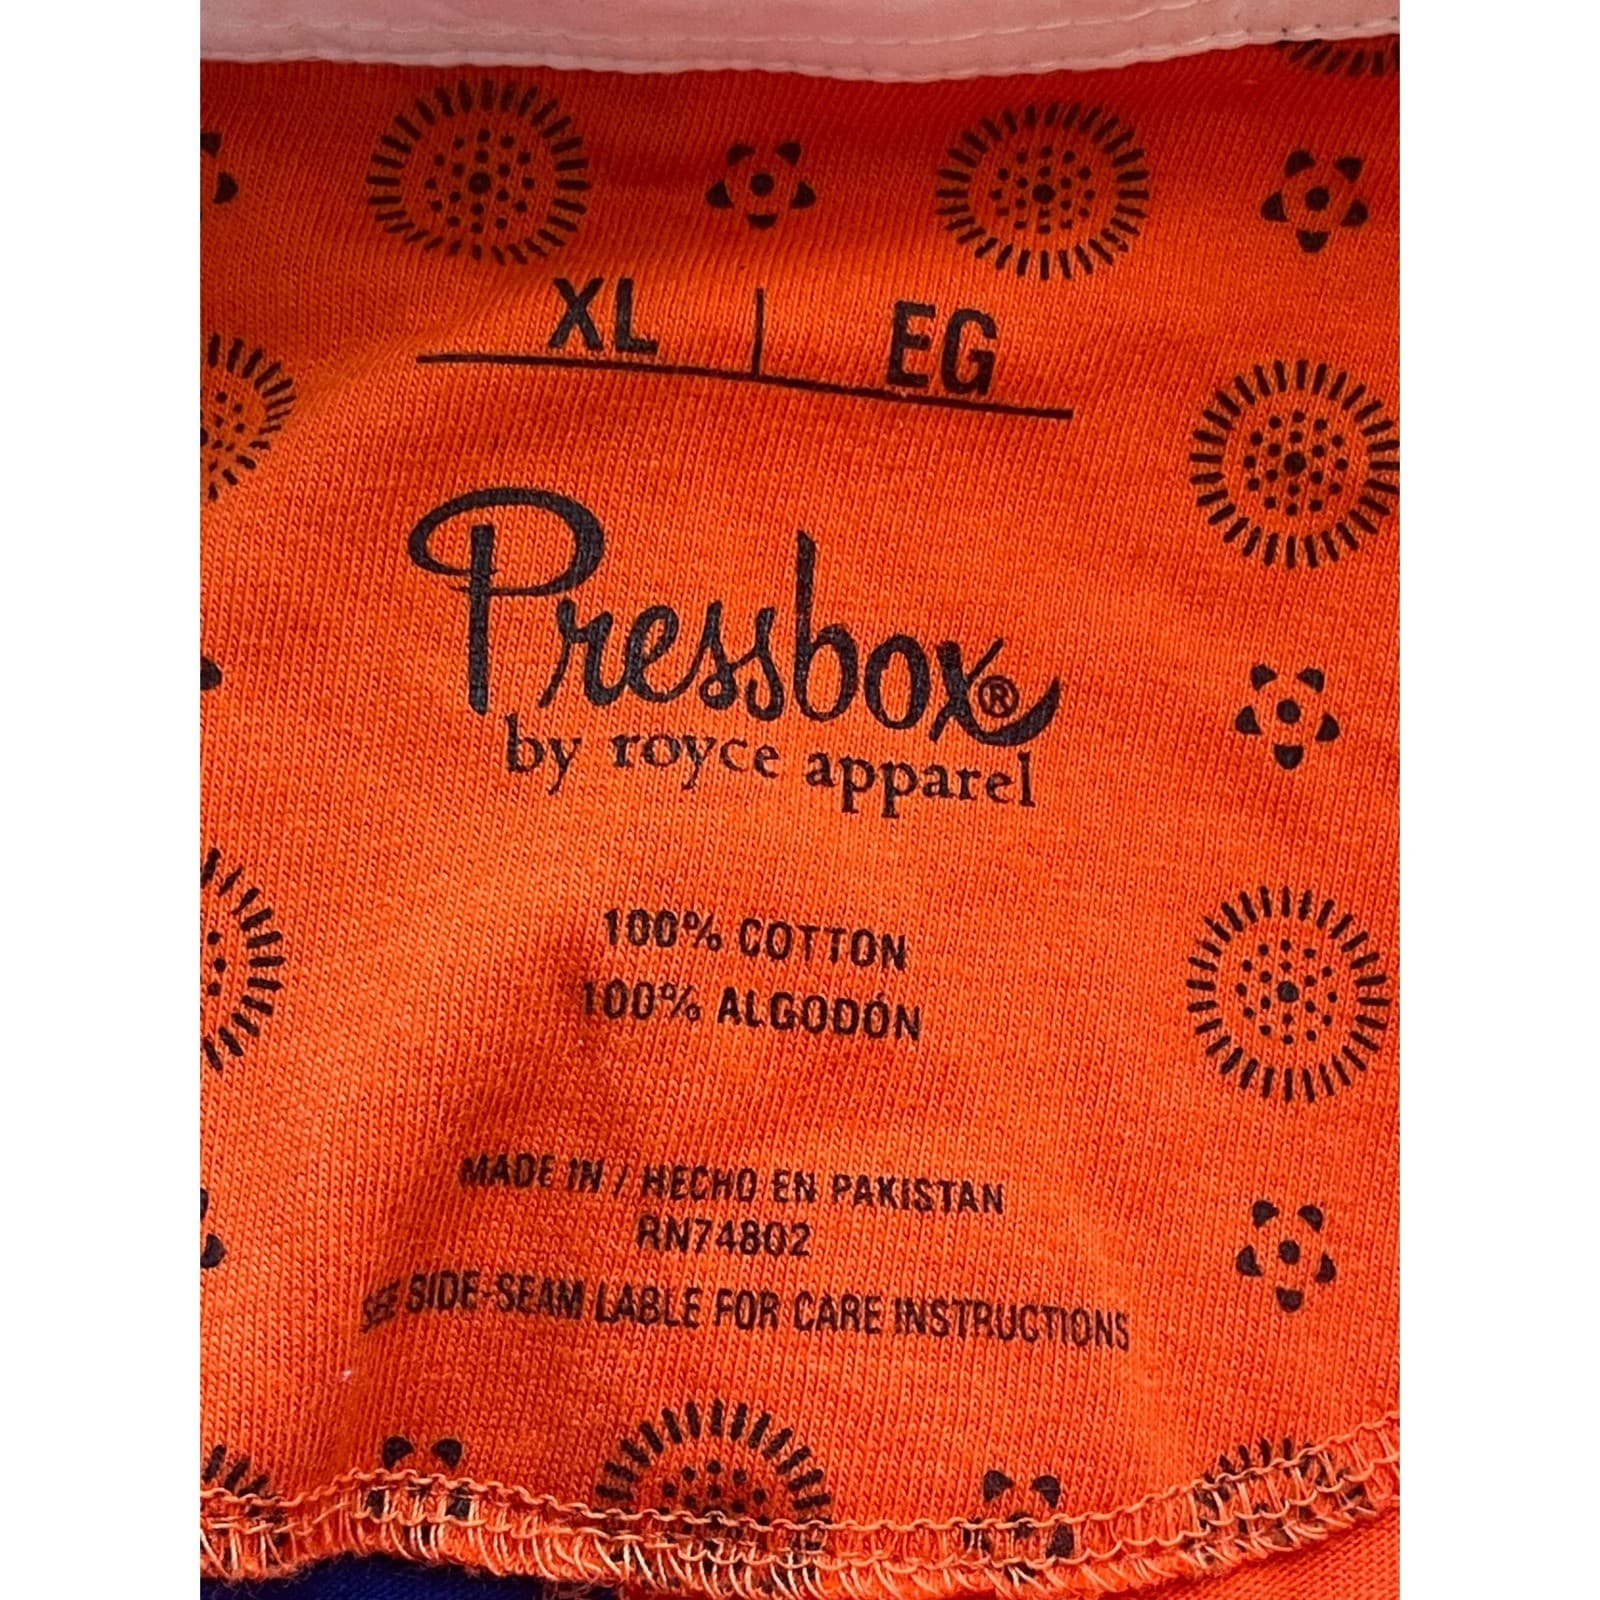 XL | EG
Pressbox®
by royce apparel
100% COTTON
100% ALGODÓN
MADE IN / HECHO EN PAKISTAN
RN74802
SEE SIDE-SEAM LABLE FOR CARE INSTRUCTIONS